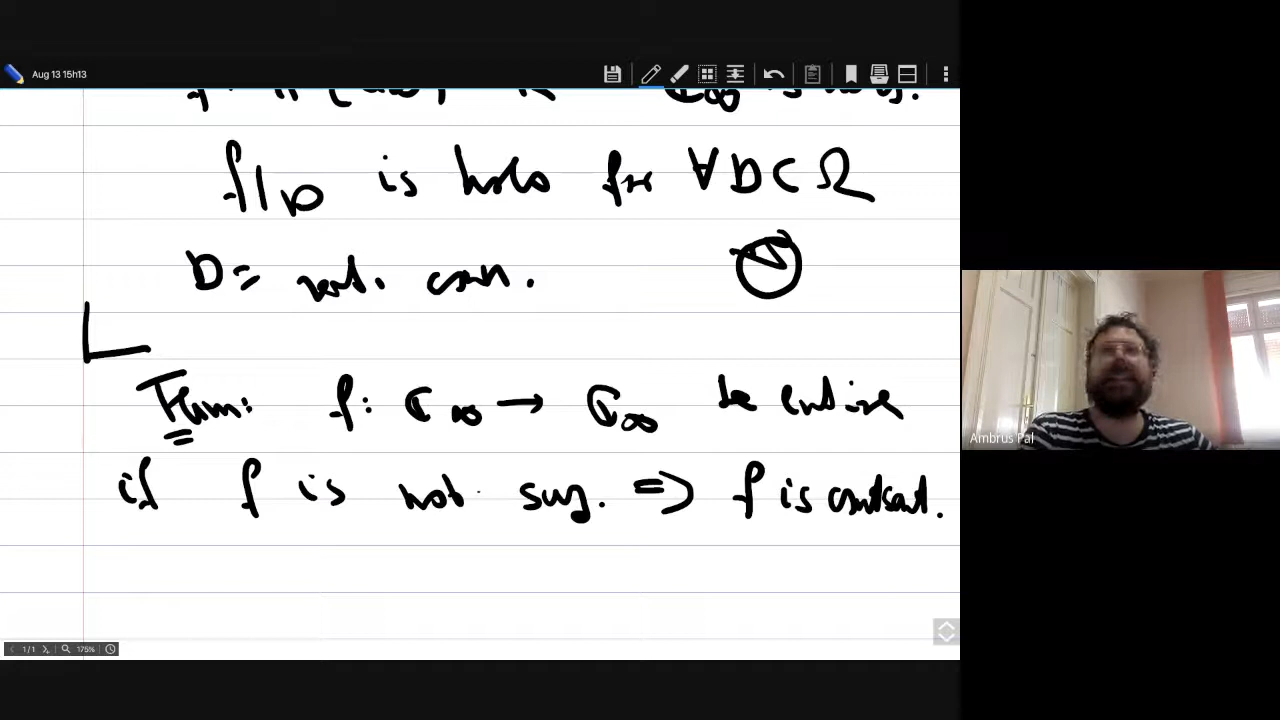 Aug 13 15h13
f|D is holo for ∀ D ⊂ Ω
D = rat. con.
Thm: f: ℂ∞ → ℂ∞ be entire
if f is not surj. ⇒ f is constant.
Ambrus Pal
1/1 175%